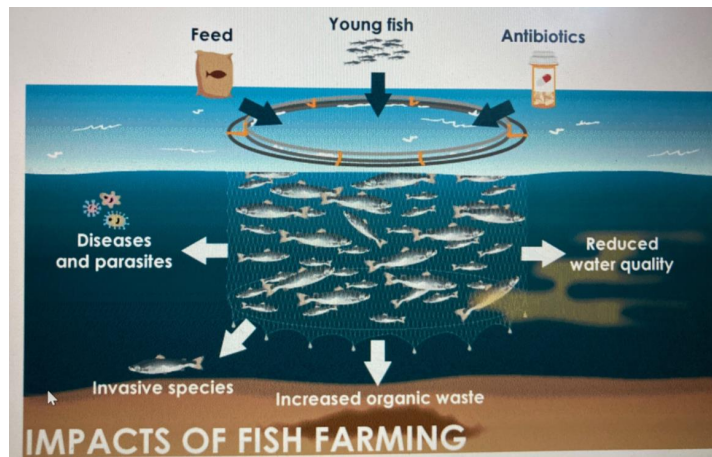 Feed
Young fish
Antibiotics
Diseases
and parasites
Reduced
water quality
Invasive species
Increased organic waste
IMPACTS OF FISH FARMING